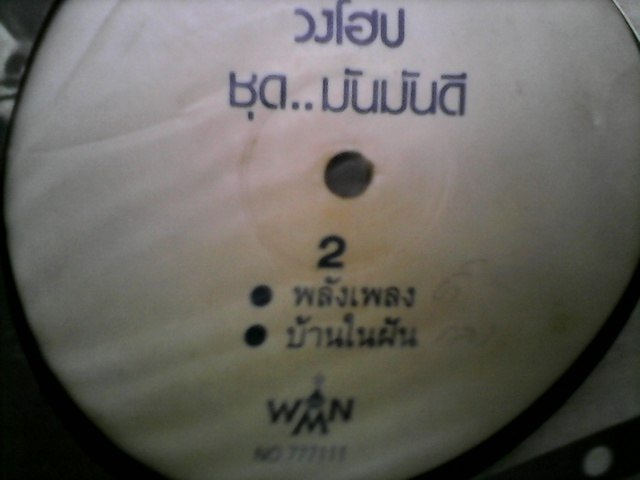 วงโฮป
ชุด..มันมันดี
2
● พลังเพลง
● บ้านในฝัน
WMN
NO.777111